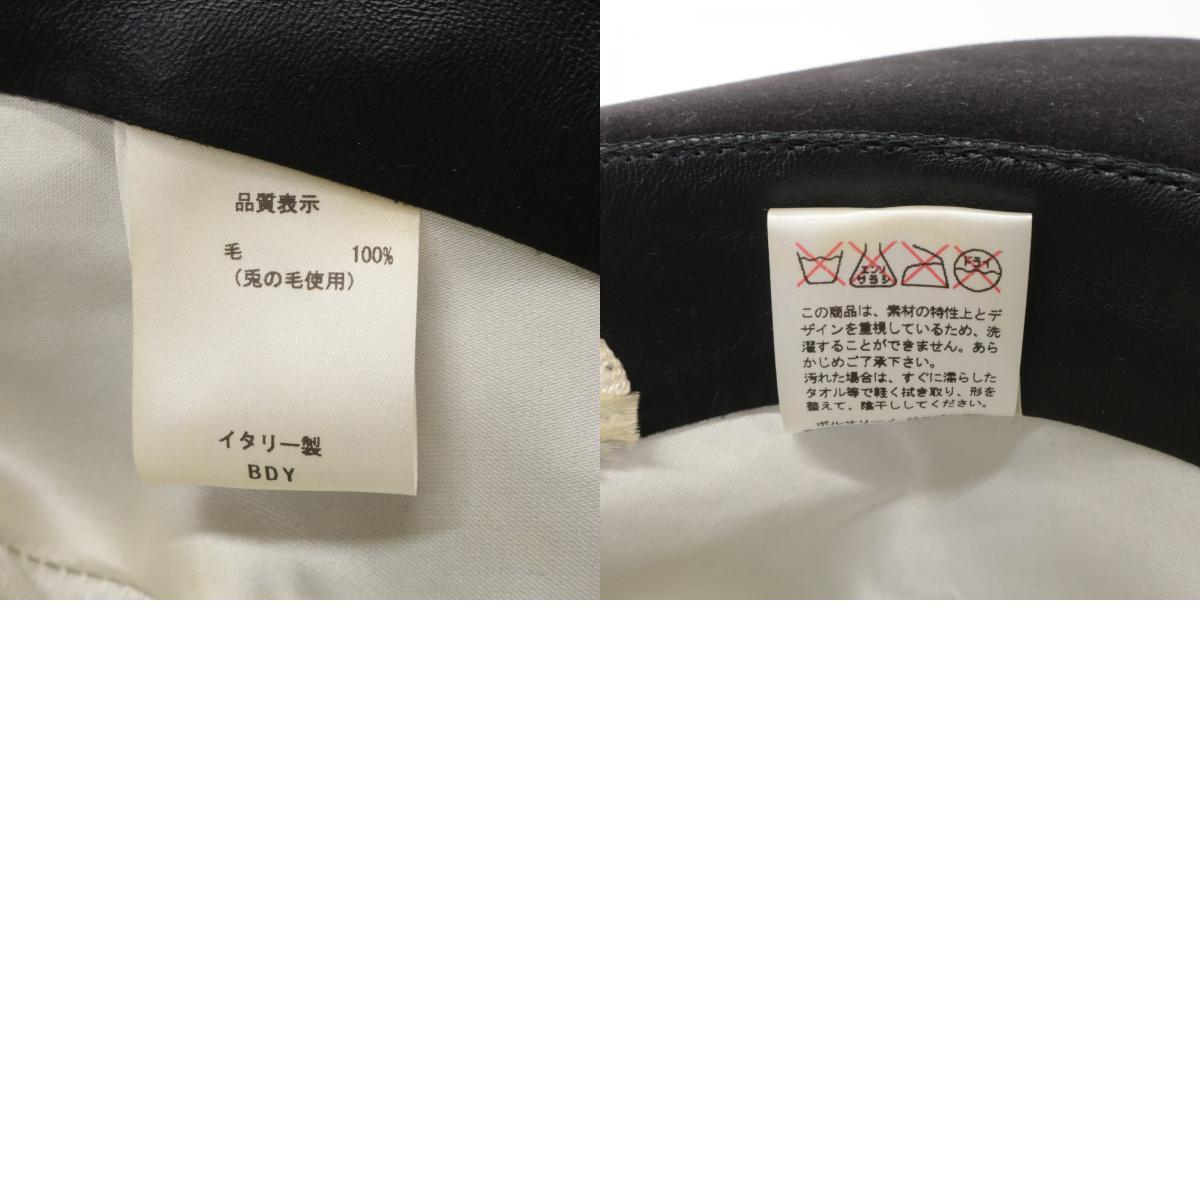 品質表示
毛 100%
（兎の毛使用）
イタリー製
BDY
エンソ
サラシ
ドライ
この商品は、素材の特性上とデ
ザインを重視しているため、洗
濯することができません。あら
かじめご了承下さい。
汚れた場合は、すぐに濡らした
タオル等で軽く拭き取り、形を
整えて、陰干ししてください。